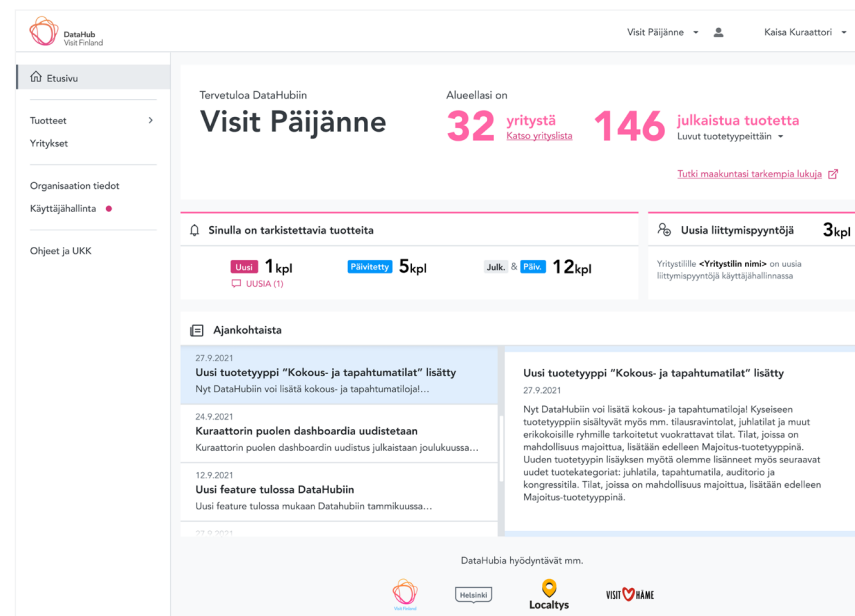 DataHub
Visit Finland
Visit Päijänne
Kaisa Kuraattori
Etusivu
Tuotteet
Yritykset
Organisaation tiedot
Käyttäjähallinta
Ohjeet ja UKK
Tervetuloa DataHubiin
Visit Päijänne
Alueellasi on
32 yritystä
Katso yrityslista
146 julkaistua tuotetta
Luvut tuotetyypeittäin
Tutki maakuntasi tarkempia lukuja
Sinulla on tarkistettavia tuotteita
Uusi 1kpl
UUSIA (1)
Päivitetty 5kpl
Julk. & Päiv. 12kpl
Uusia liittymispyyntöjä 3kpl
Yritystilille <Yritystilin nimi> on uusia
liittymispyyntöjä käyttäjähallinnassa
Ajankohtaista
27.9.2021
Uusi tuotetyyppi “Kokous- ja tapahtumatilat” lisätty
Nyt DataHubiin voi lisätä kokous- ja tapahtumatiloja!...
24.9.2021
Kuraattorin puolen dashboardia uudistetaan
Kuraattorin puolen dashboardin uudistus julkaistaan joulukuussa...
12.9.2021
Uusi feature tulossa DataHubiin
Uusi feature tulossa mukaan Datahubiin tammikuussa...
27.9.2021
Uusi tuotetyyppi “Kokous- ja tapahtumatilat” lisätty
27.9.2021
Nyt DataHubiin voi lisätä kokous- ja tapahtumatiloja! Kyseiseen
tuotetyyppiin sisältyvät myös mm. tilausravintolat, juhlatilat ja muut
erikokoisille ryhmille tarkoitetut vuokrattavat tilat. Tilat, joissa on
mahdollisuus majoittua, lisätään edelleen Majoitus-tuotetyyppinä.
Uuden tuotetyypin lisäyksen myötä olemme lisänneet myös seuraavat
uudet tuotekategoriat: juhlatila, tapahtumatila, auditorio ja
kongressitila. Tilat, joissa on mahdollisuus majoittua, lisätään edelleen
Majoitus-tuotetyyppinä.
DataHubia hyödyntävät mm.
Visit Finland
Helsinki
Localtys
VISIT HÄME